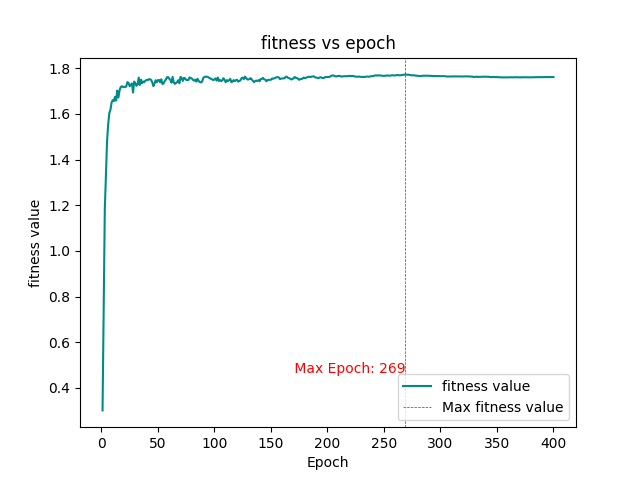 fitness vs epoch
fitness value
1.8
1.6
1.4
1.2
1.0
0.8
0.6
0.4
Max Epoch: 269
fitness value
Max fitness value
0 50 100 150 200 250 300 350 400
Epoch